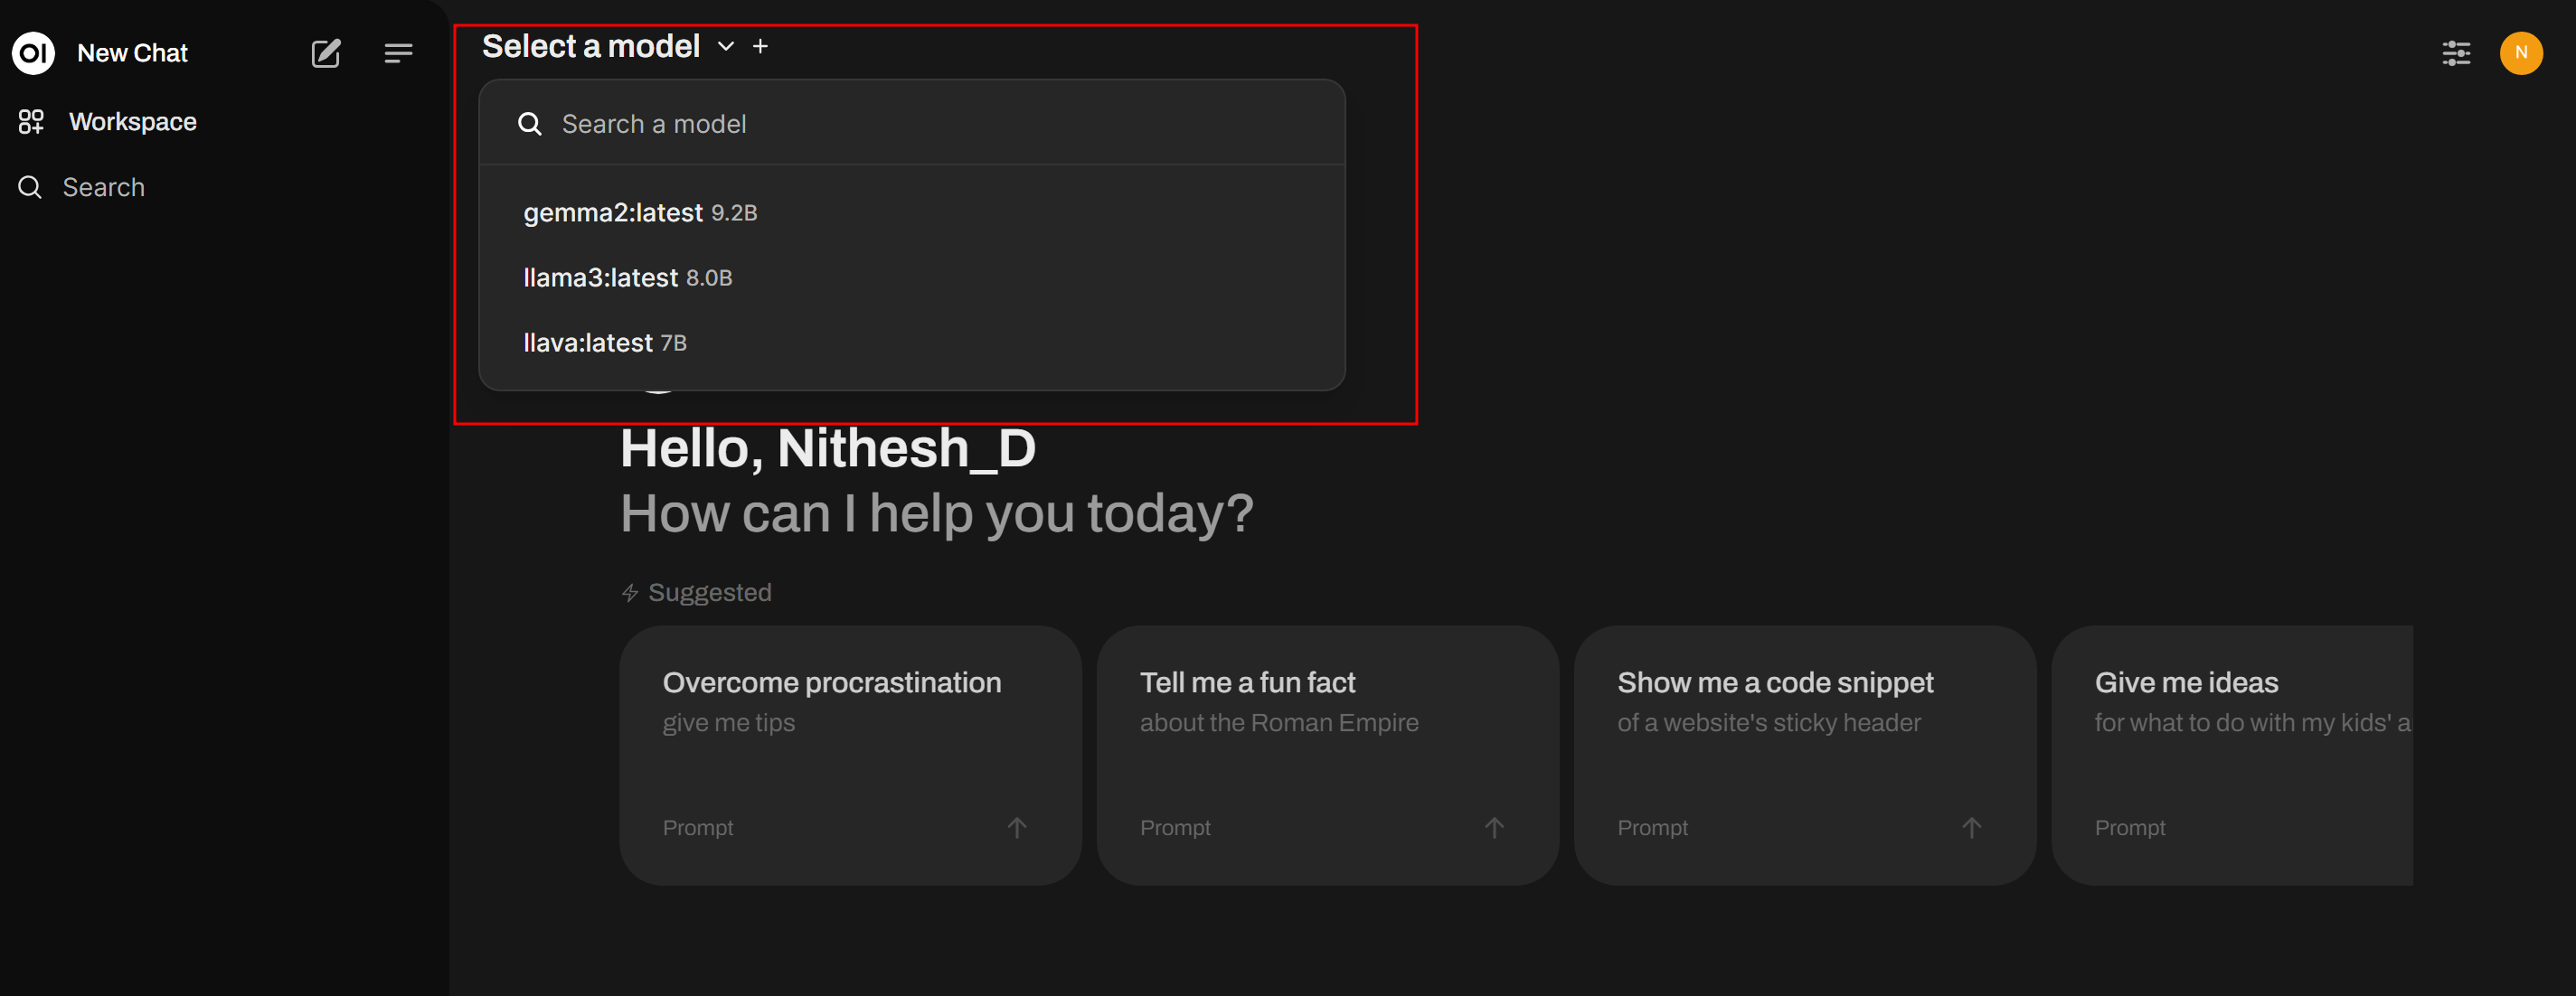 OI New Chat
Workspace
Search
Select a model
Search a model
gemma2:latest 9.2B
llama3:latest 8.0B
llava:latest 7B
N
Hello, Nithesh_D
How can I help you today?
Suggested
Overcome procrastination
give me tips
Prompt
Tell me a fun fact
about the Roman Empire
Prompt
Show me a code snippet
of a website's sticky header
Prompt
Give me ideas
for what to do with my kids' a
Prompt